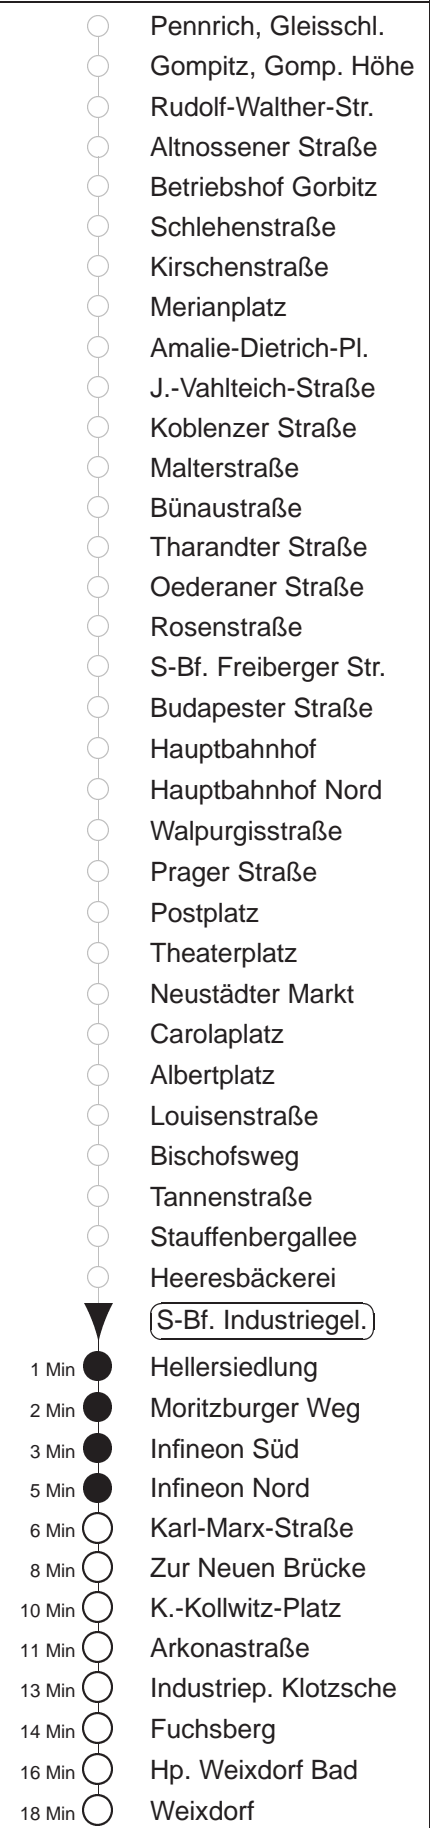 Pennrich, Gleisschl.
Gompitz, Gomp. Höhe
Rudolf-Walther-Str.
Altnossener Straße
Betriebshof Gorbitz
Schlehenstraße
Kirschenstraße
Merianplatz
Amalie-Dietrich-Pl.
J.-Vahlteich-Straße
Koblenzer Straße
Malterstraße
Bünaustraße
Tharandter Straße
Oederaner Straße
Rosenstraße
S-Bf. Freiberger Str.
Budapester Straße
Hauptbahnhof
Hauptbahnhof Nord
Walpurgisstraße
Prager Straße
Postplatz
Theaterplatz
Neustädter Markt
Carolaplatz
Albertplatz
Louisenstraße
Bischofsweg
Tannenstraße
Stauffenbergallee
Heeresbäckerei
S-Bf. Industriegel.
1 Min Hellersiedlung
2 Min Moritzburger Weg
3 Min Infineon Süd
5 Min Infineon Nord
6 Min Karl-Marx-Straße
8 Min Zur Neuen Brücke
10 Min K.-Kollwitz-Platz
11 Min Arkonastraße
13 Min Industriep. Klotzsche
14 Min Fuchsberg
16 Min Hp. Weixdorf Bad
18 Min Weixdorf